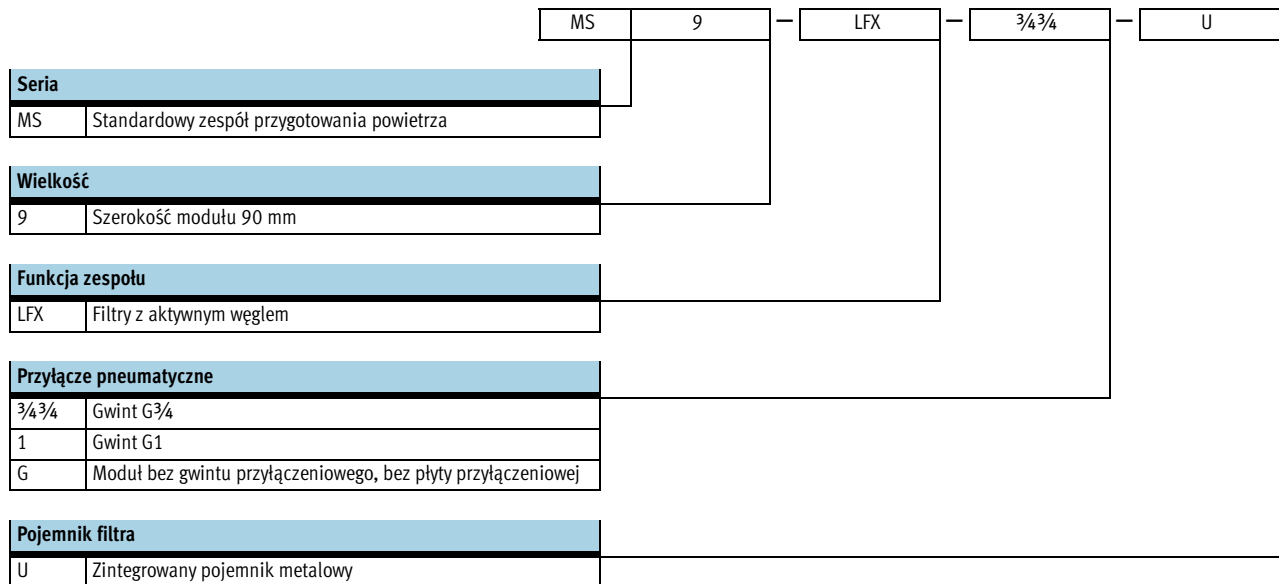 MS 9 – LFX – ¾¾ – U
Seria
MS Standardowy zespół przygotowania powietrza
Wielkość
9 Szerokość modułu 90 mm
Funkcja zespołu
LFX Filtry z aktywnym węglem
Przyłącze pneumatyczne
¾¾ Gwint G¾
1 Gwint G1
G Moduł bez gwintu przyłączeniowego, bez płyty przyłączeniowej
Pojemnik filtra
U Zintegrowany pojemnik metalowy